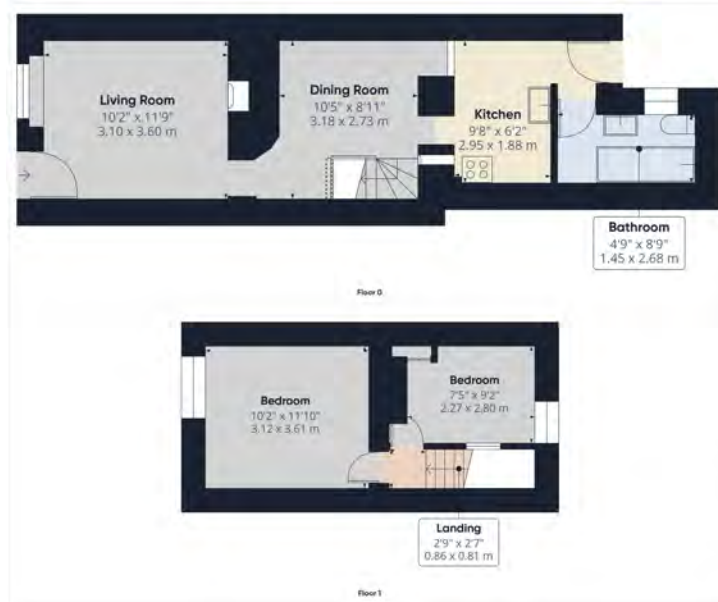 Living Room
10'2" x 11'9"
3.10 x 3.60 m
Dining Room
10'5" x 8'11"
3.18 x 2.73 m
Kitchen
9'8" x 6'2"
2.95 x 1.88 m
Bathroom
4'9" x 8'9"
1.45 x 2.68 m
Floor 0
Bedroom
10'2" x 11'10"
3.12 x 3.61 m
Bedroom
7'5" x 9'2"
2.27 x 2.80 m
Landing
2'9" x 2'7"
0.86 x 0.81 m
Floor 1